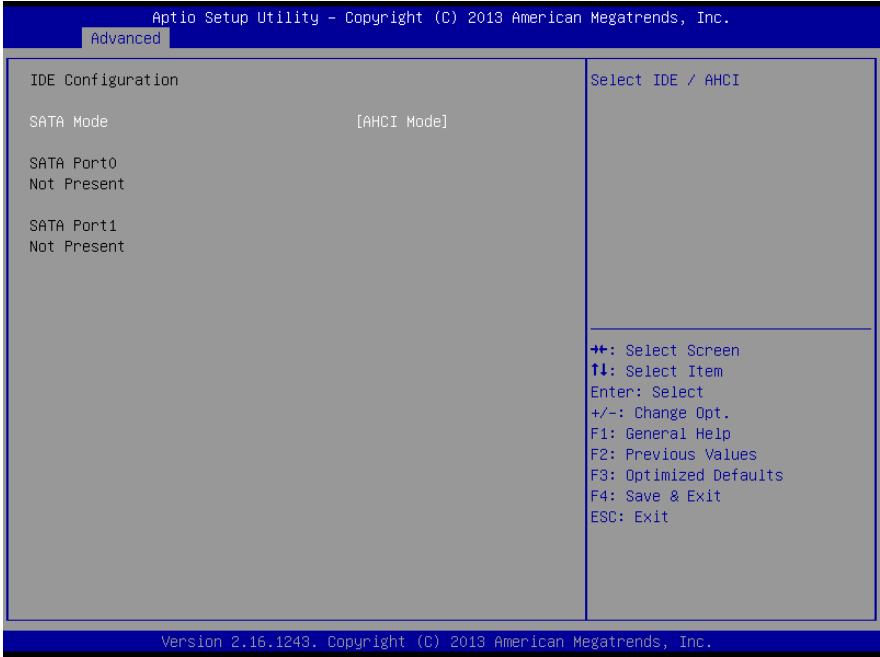 Aptio Setup Utility – Copyright (C) 2013 American Megatrends, Inc.
Advanced
IDE Configuration
SATA Mode [AHCI Mode]
SATA Port0
Not Present
SATA Port1
Not Present
Select IDE / AHCI
→←: Select Screen
↑↓: Select Item
Enter: Select
+/-: Change Opt.
F1: General Help
F2: Previous Values
F3: Optimized Defaults
F4: Save & Exit
ESC: Exit
Version 2.16.1243. Copyright (C) 2013 American Megatrends, Inc.